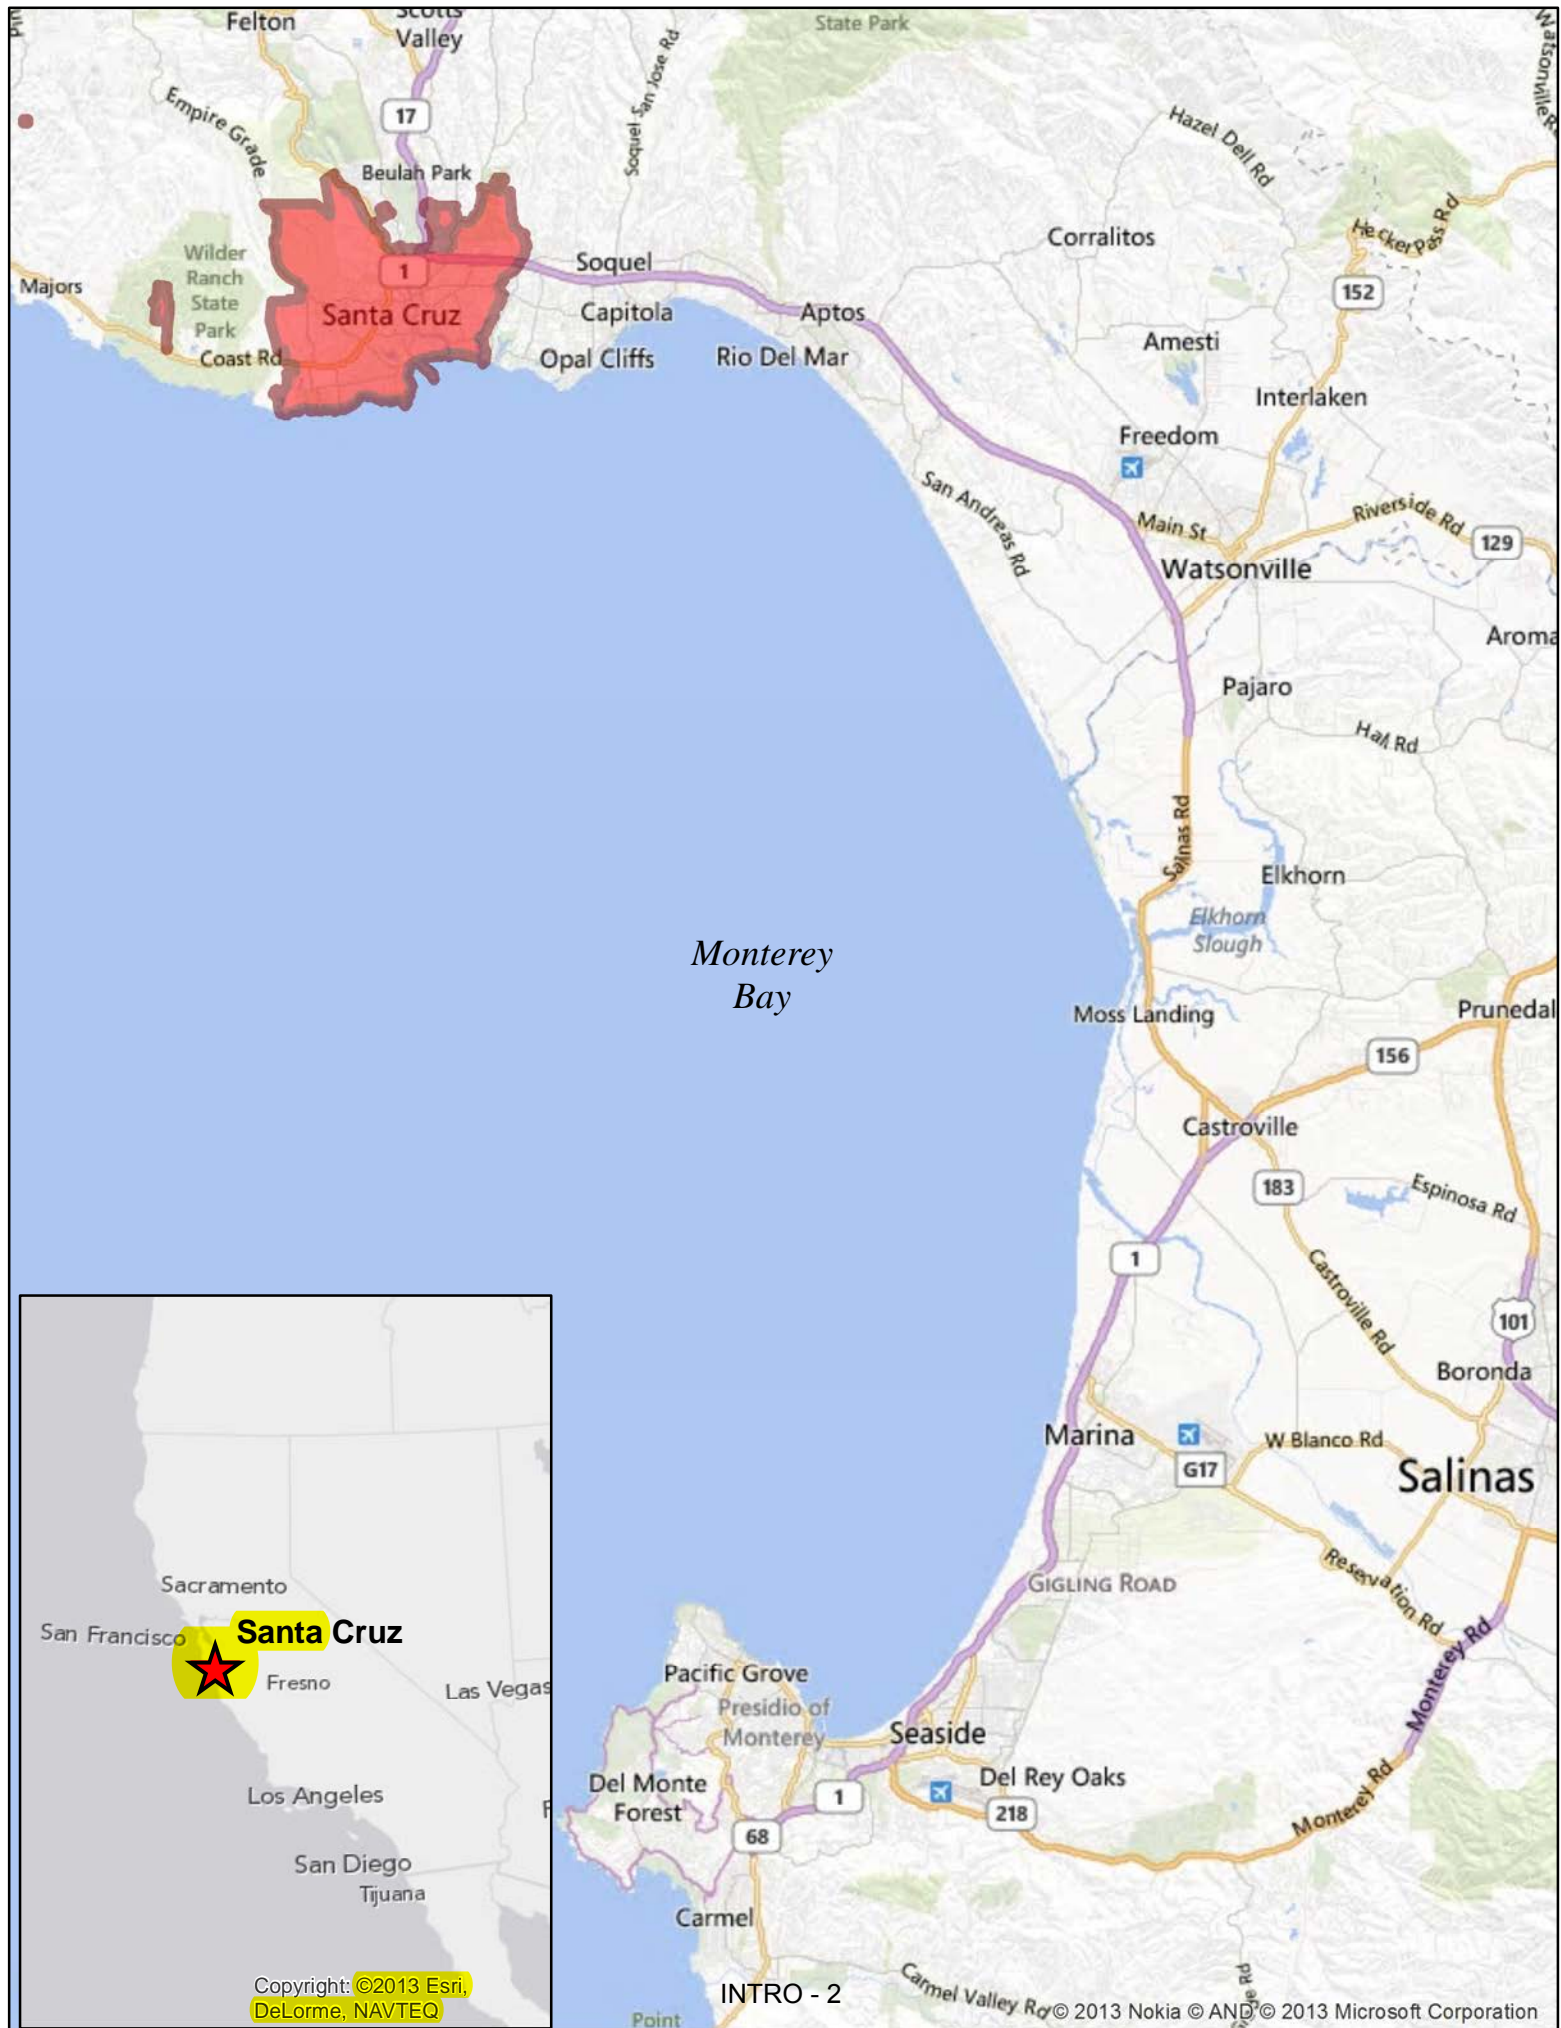 Felton
Scotts
Valley
State Park
Watsonville R
17
Empire Grade
Soquel San Jose Rd
Hazel Dell Rd
Beulah Park
Hecker Pass Rd
Corralitos
Wilder
Ranch
State
Park
Soquel
1
Majors
152
Santa Cruz
Capitola
Aptos
Amesti
Coast Rd
Opal Cliffs
Rio Del Mar
Interlaken
Freedom
San Andreas Rd
Main St
Riverside Rd
129
Watsonville
Aroma
Pajaro
Hall Rd
Salinas Rd
Elkhorn
Elkhorn
Slough
Monterey
Bay
Moss Landing
Prunedal
156
Castroville
183
Espinosa Rd
1
Castroville Rd
101
Boronda
Marina
W Blanco Rd
G17
Salinas
Reservation Rd
GIGLING ROAD
Monterey Rd
Pacific Grove
Presidio of
Monterey
Seaside
Del Monte
Forest
Del Rey Oaks
1
218
Monterey Rd
68
Carmel
Carmel Valley Rd
Point
Sacramento
San Francisco
Santa Cruz
Fresno
Las Vegas
Los Angeles
San Diego
Tijuana
Copyright: ©2013 Esri,
DeLorme, NAVTEQ
INTRO - 2
© 2013 Nokia © AND © 2013 Microsoft Corporation